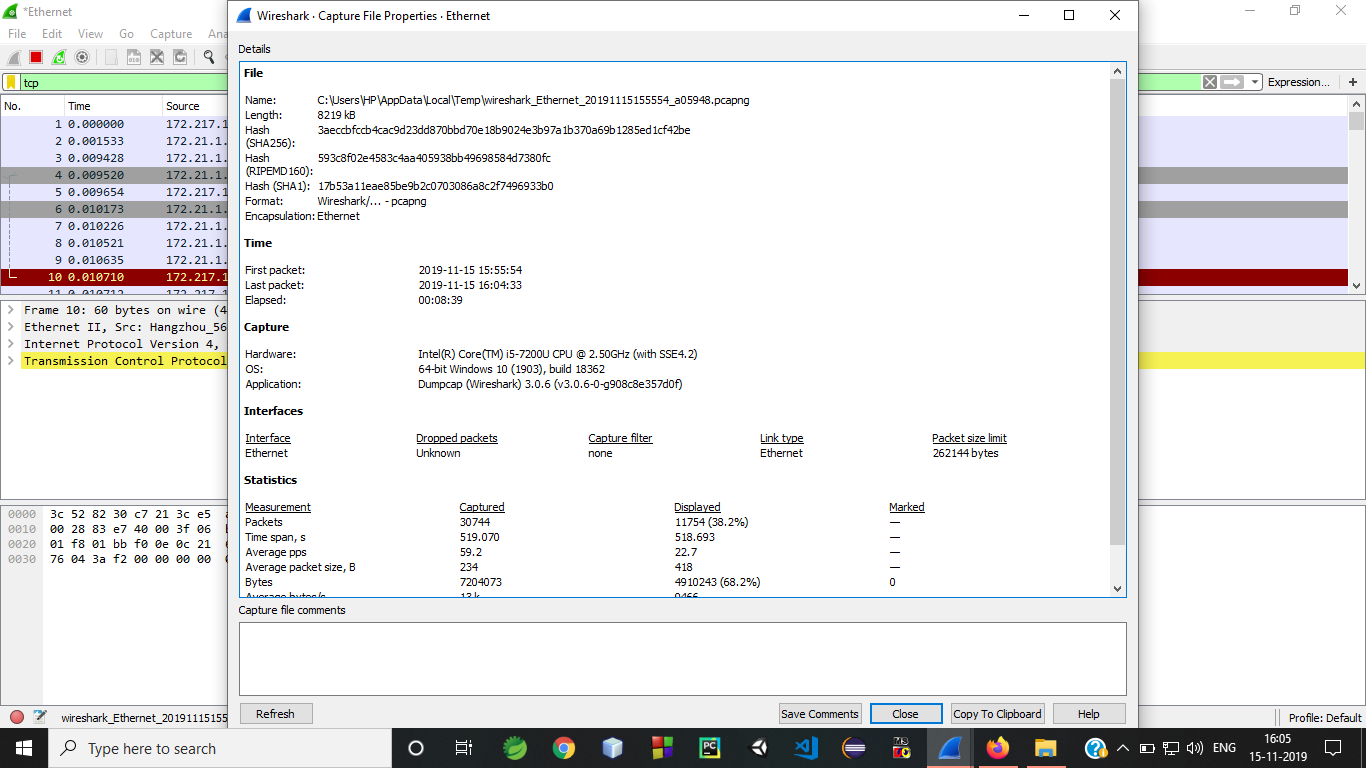 *Ethernet
File Edit View Go Capture Ana
tcp
Expression... +
No. Time Source
1 0.000000 172.217.1
2 0.001533 172.21.1.
3 0.009428 172.21.1.
4 0.009520 172.21.1.
5 0.009654 172.217.1
6 0.010173 172.21.1.
7 0.010226 172.21.1.
8 0.010521 172.21.1.
9 0.010635 172.21.1.
10 0.010710 172.217.1
11 0.010712 172.217.1
Frame 10: 60 bytes on wire (4
Ethernet II, Src: Hangzhou_56
Internet Protocol Version 4,
Transmission Control Protocol
0000 3c 52 82 30 c7 21 3c e5
0010 00 28 83 e7 40 00 3f 06
0020 01 f8 01 bb f0 0e 0c 21
0030 76 04 3a f2 00 00 00 00
wireshark_Ethernet_2019111515
Profile: Default
Wireshark · Capture File Properties · Ethernet
Details
File
Name: C:\Users\HP\AppData\Local\Temp\wireshark_Ethernet_20191115155554_a05948.pcapng
Length: 8219 kB
Hash 3aeccbfccb4cac9d23dd870bbd70e18b9024e3b97a1b370a69b1285ed1cf42be
(SHA256):
Hash 593c8f02e4583c4aa405938bb49698584d7380fc
(RIPEMD160):
Hash (SHA1): 17b53a11eae85be9b2c0703086a8c2f7496933b0
Format: Wireshark/... - pcapng
Encapsulation: Ethernet
Time
First packet: 2019-11-15 15:55:54
Last packet: 2019-11-15 16:04:33
Elapsed: 00:08:39
Capture
Hardware: Intel(R) Core(TM) i5-7200U CPU @ 2.50GHz (with SSE4.2)
OS: 64-bit Windows 10 (1903), build 18362
Application: Dumpcap (Wireshark) 3.0.6 (v3.0.6-0-g908c8e357d0f)
Interfaces
Interface Dropped packets Capture filter Link type Packet size limit
Ethernet Unknown none Ethernet 262144 bytes
Statistics
Measurement Captured Displayed Marked
Packets 30744 11754 (38.2%) —
Time span, s 519.070 518.693 —
Average pps 59.2 22.7 —
Average packet size, B 234 418 —
Bytes 7204073 4910243 (68.2%) 0
Average bytes/s 13 k 9466
Capture file comments
Refresh Save Comments Close Copy To Clipboard Help
Type here to search
ENG
16:05
15-11-2019